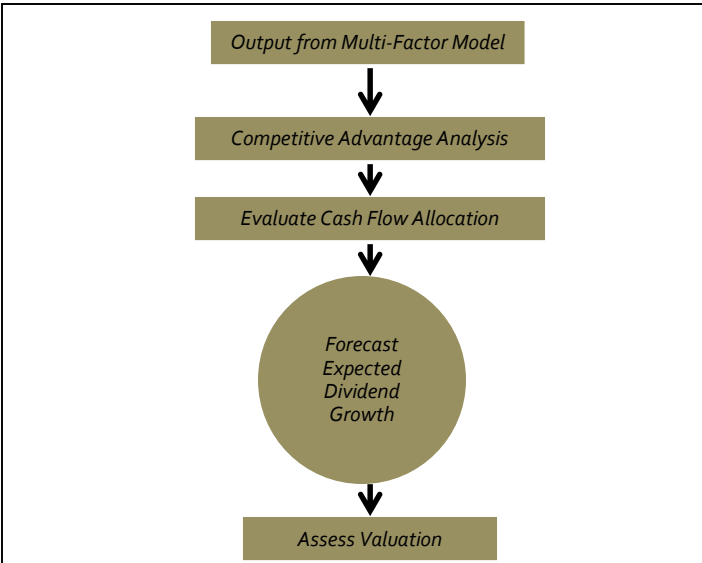 Output from Multi-Factor Model
Competitive Advantage Analysis
Evaluate Cash Flow Allocation
Forecast
Expected
Dividend
Growth
Assess Valuation